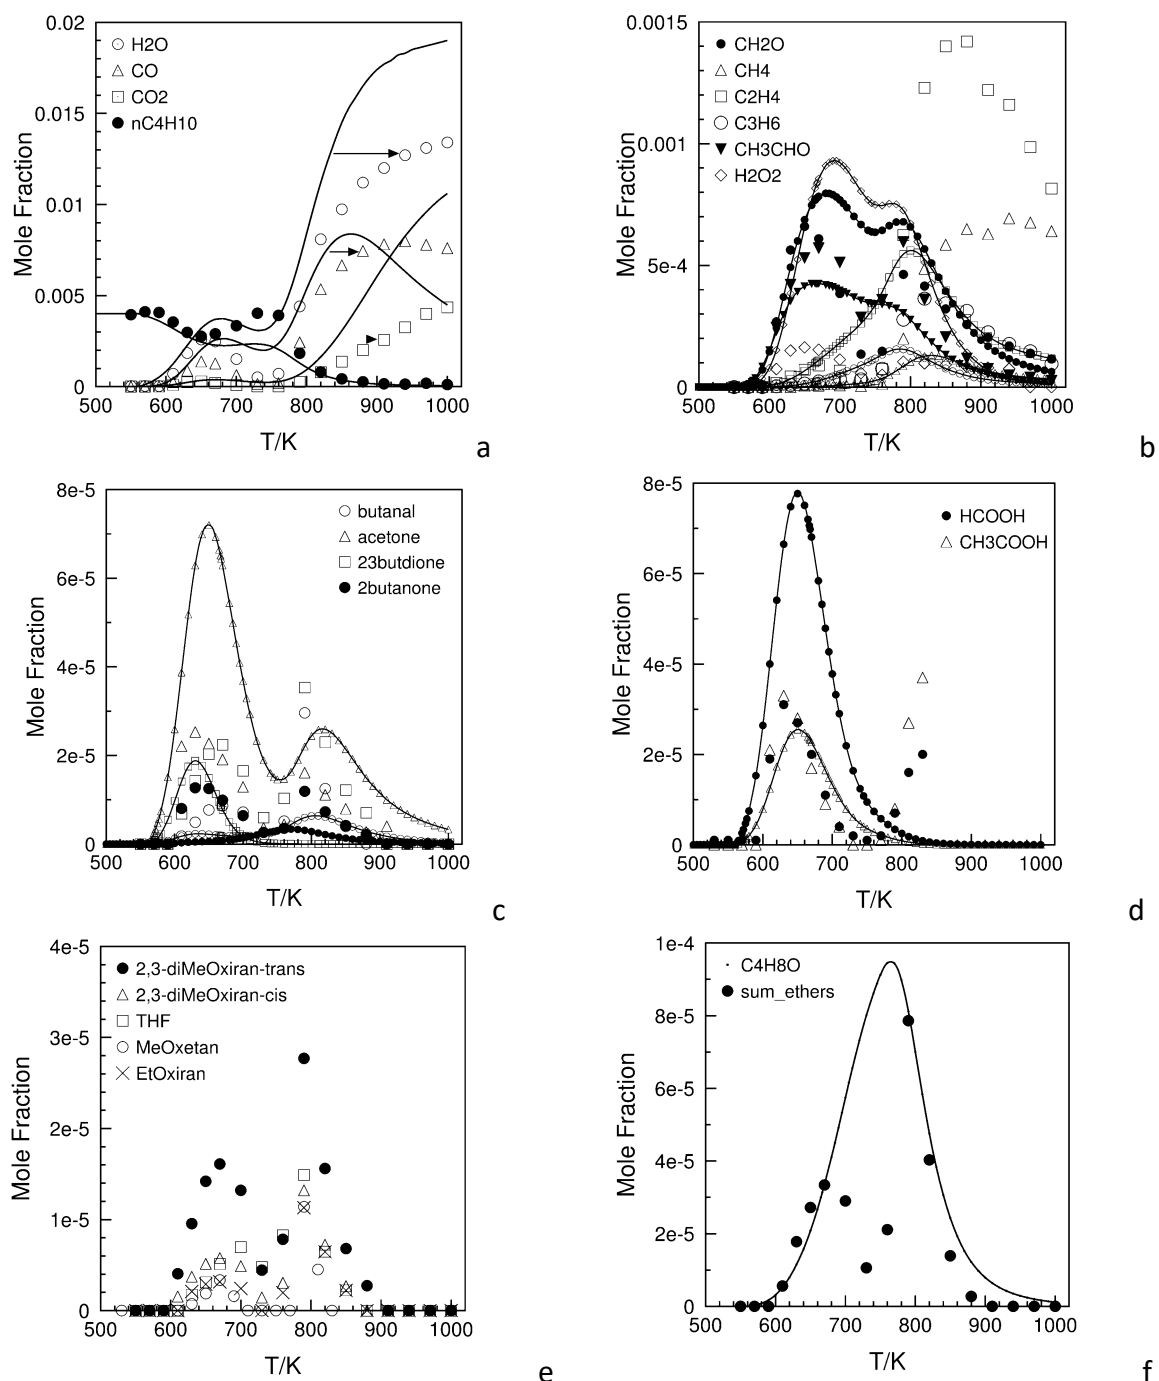 0.02
0.015
0.01
0.005
0
Mole Fraction
H2O
CO
CO2
nC4H10
500 600 700 800 900 1000
T/K
a
0.0015
0.001
5e-4
0
Mole Fraction
CH2O
CH4
C2H4
C3H6
CH3CHO
H2O2
500 600 700 800 900 1000
T/K
b
8e-5
6e-5
4e-5
2e-5
0
Mole Fraction
butanal
acetone
23butdione
2butanone
500 600 700 800 900 1000
T/K
c
8e-5
6e-5
4e-5
2e-5
0
Mole Fraction
HCOOH
CH3COOH
500 600 700 800 900 1000
T/K
d
4e-5
3e-5
2e-5
1e-5
0
Mole Fraction
2,3-diMeOxiran-trans
2,3-diMeOxiran-cis
THF
MeOxetan
EtOxiran
500 600 700 800 900 1000
T/K
e
1e-4
8e-5
6e-5
4e-5
2e-5
0
Mole Fraction
C4H8O
sum_ethers
500 600 700 800 900 1000
T/K
f